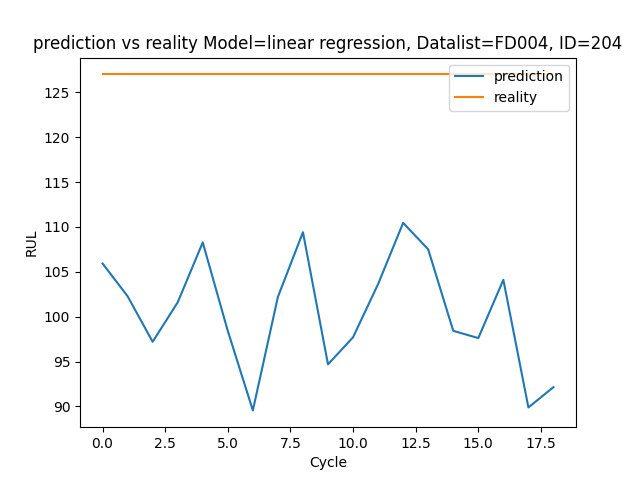 prediction vs reality Model=linear regression, Datalist=FD004, ID=204
prediction
reality
125
120
115
110
105
100
95
90
RUL
0.0 2.5 5.0 7.5 10.0 12.5 15.0 17.5
Cycle